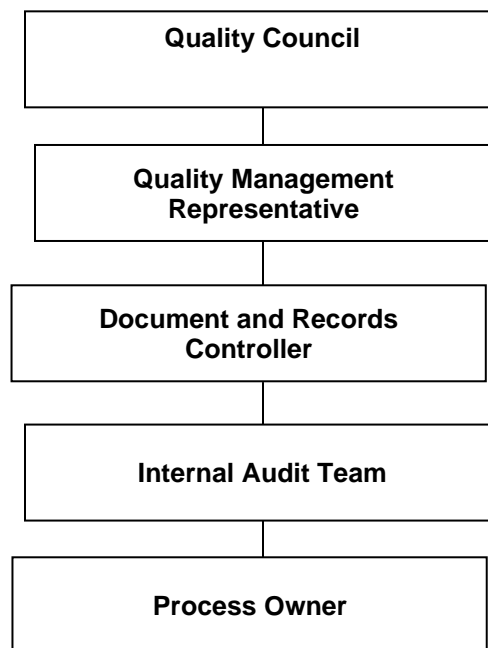 Quality Council
Quality Management
Representative
Document and Records
Controller
Internal Audit Team
Process Owner